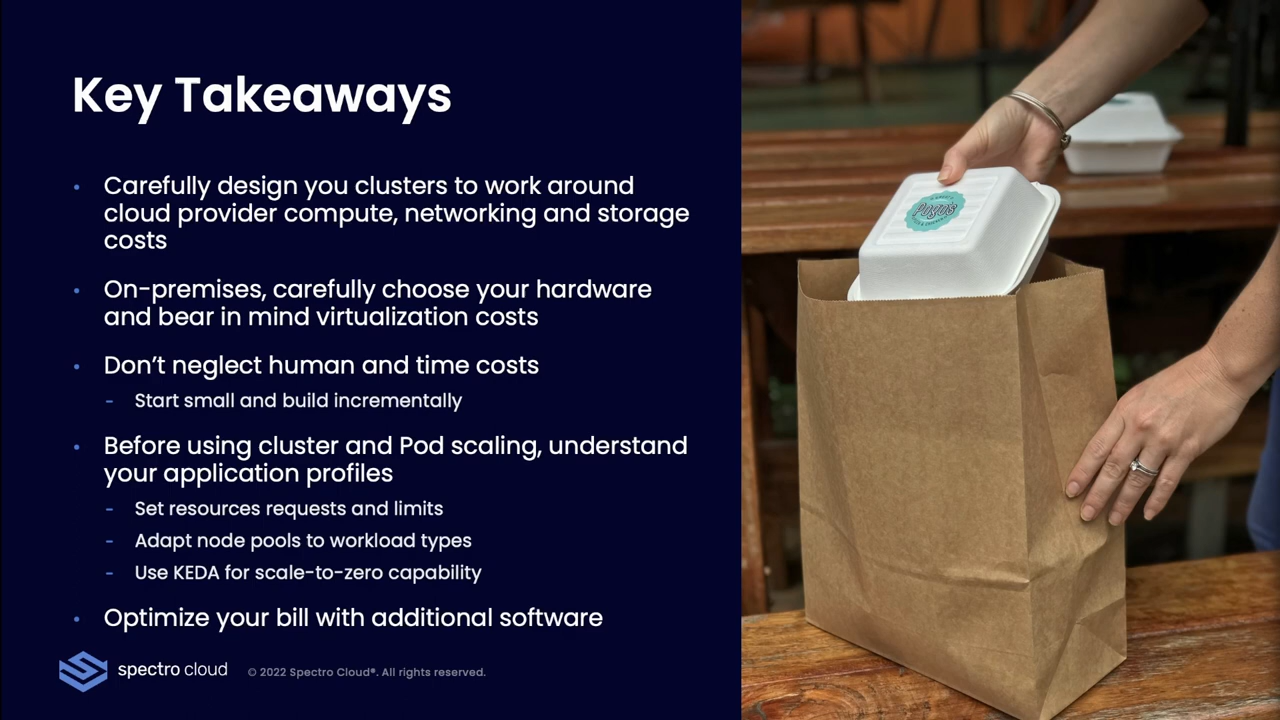 Key Takeaways
• Carefully design you clusters to work around
cloud provider compute, networking and storage
costs
• On-premises, carefully choose your hardware
and bear in mind virtualization costs
• Don’t neglect human and time costs
- Start small and build incrementally
• Before using cluster and Pod scaling, understand
your application profiles
- Set resources requests and limits
- Adapt node pools to workload types
- Use KEDA for scale-to-zero capability
• Optimize your bill with additional software
spectro cloud © 2022 Spectro Cloud®. All rights reserved.